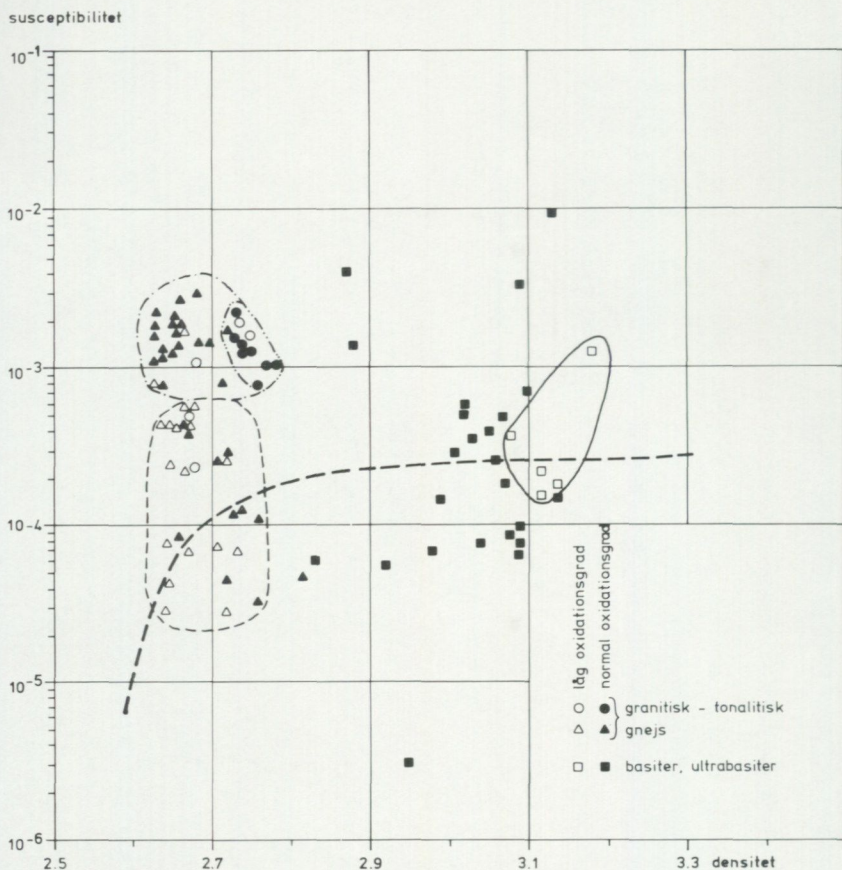 susceptibilitet
10-1
10-2
10-3
10-4
10-5
10-6
2.5 2.7 2.9 3.1 3.3 densitet
låg oxidationsgrad
normal oxidationsgrad
granitisk - tonalitisk
gnejs
basiter, ultrabasiter